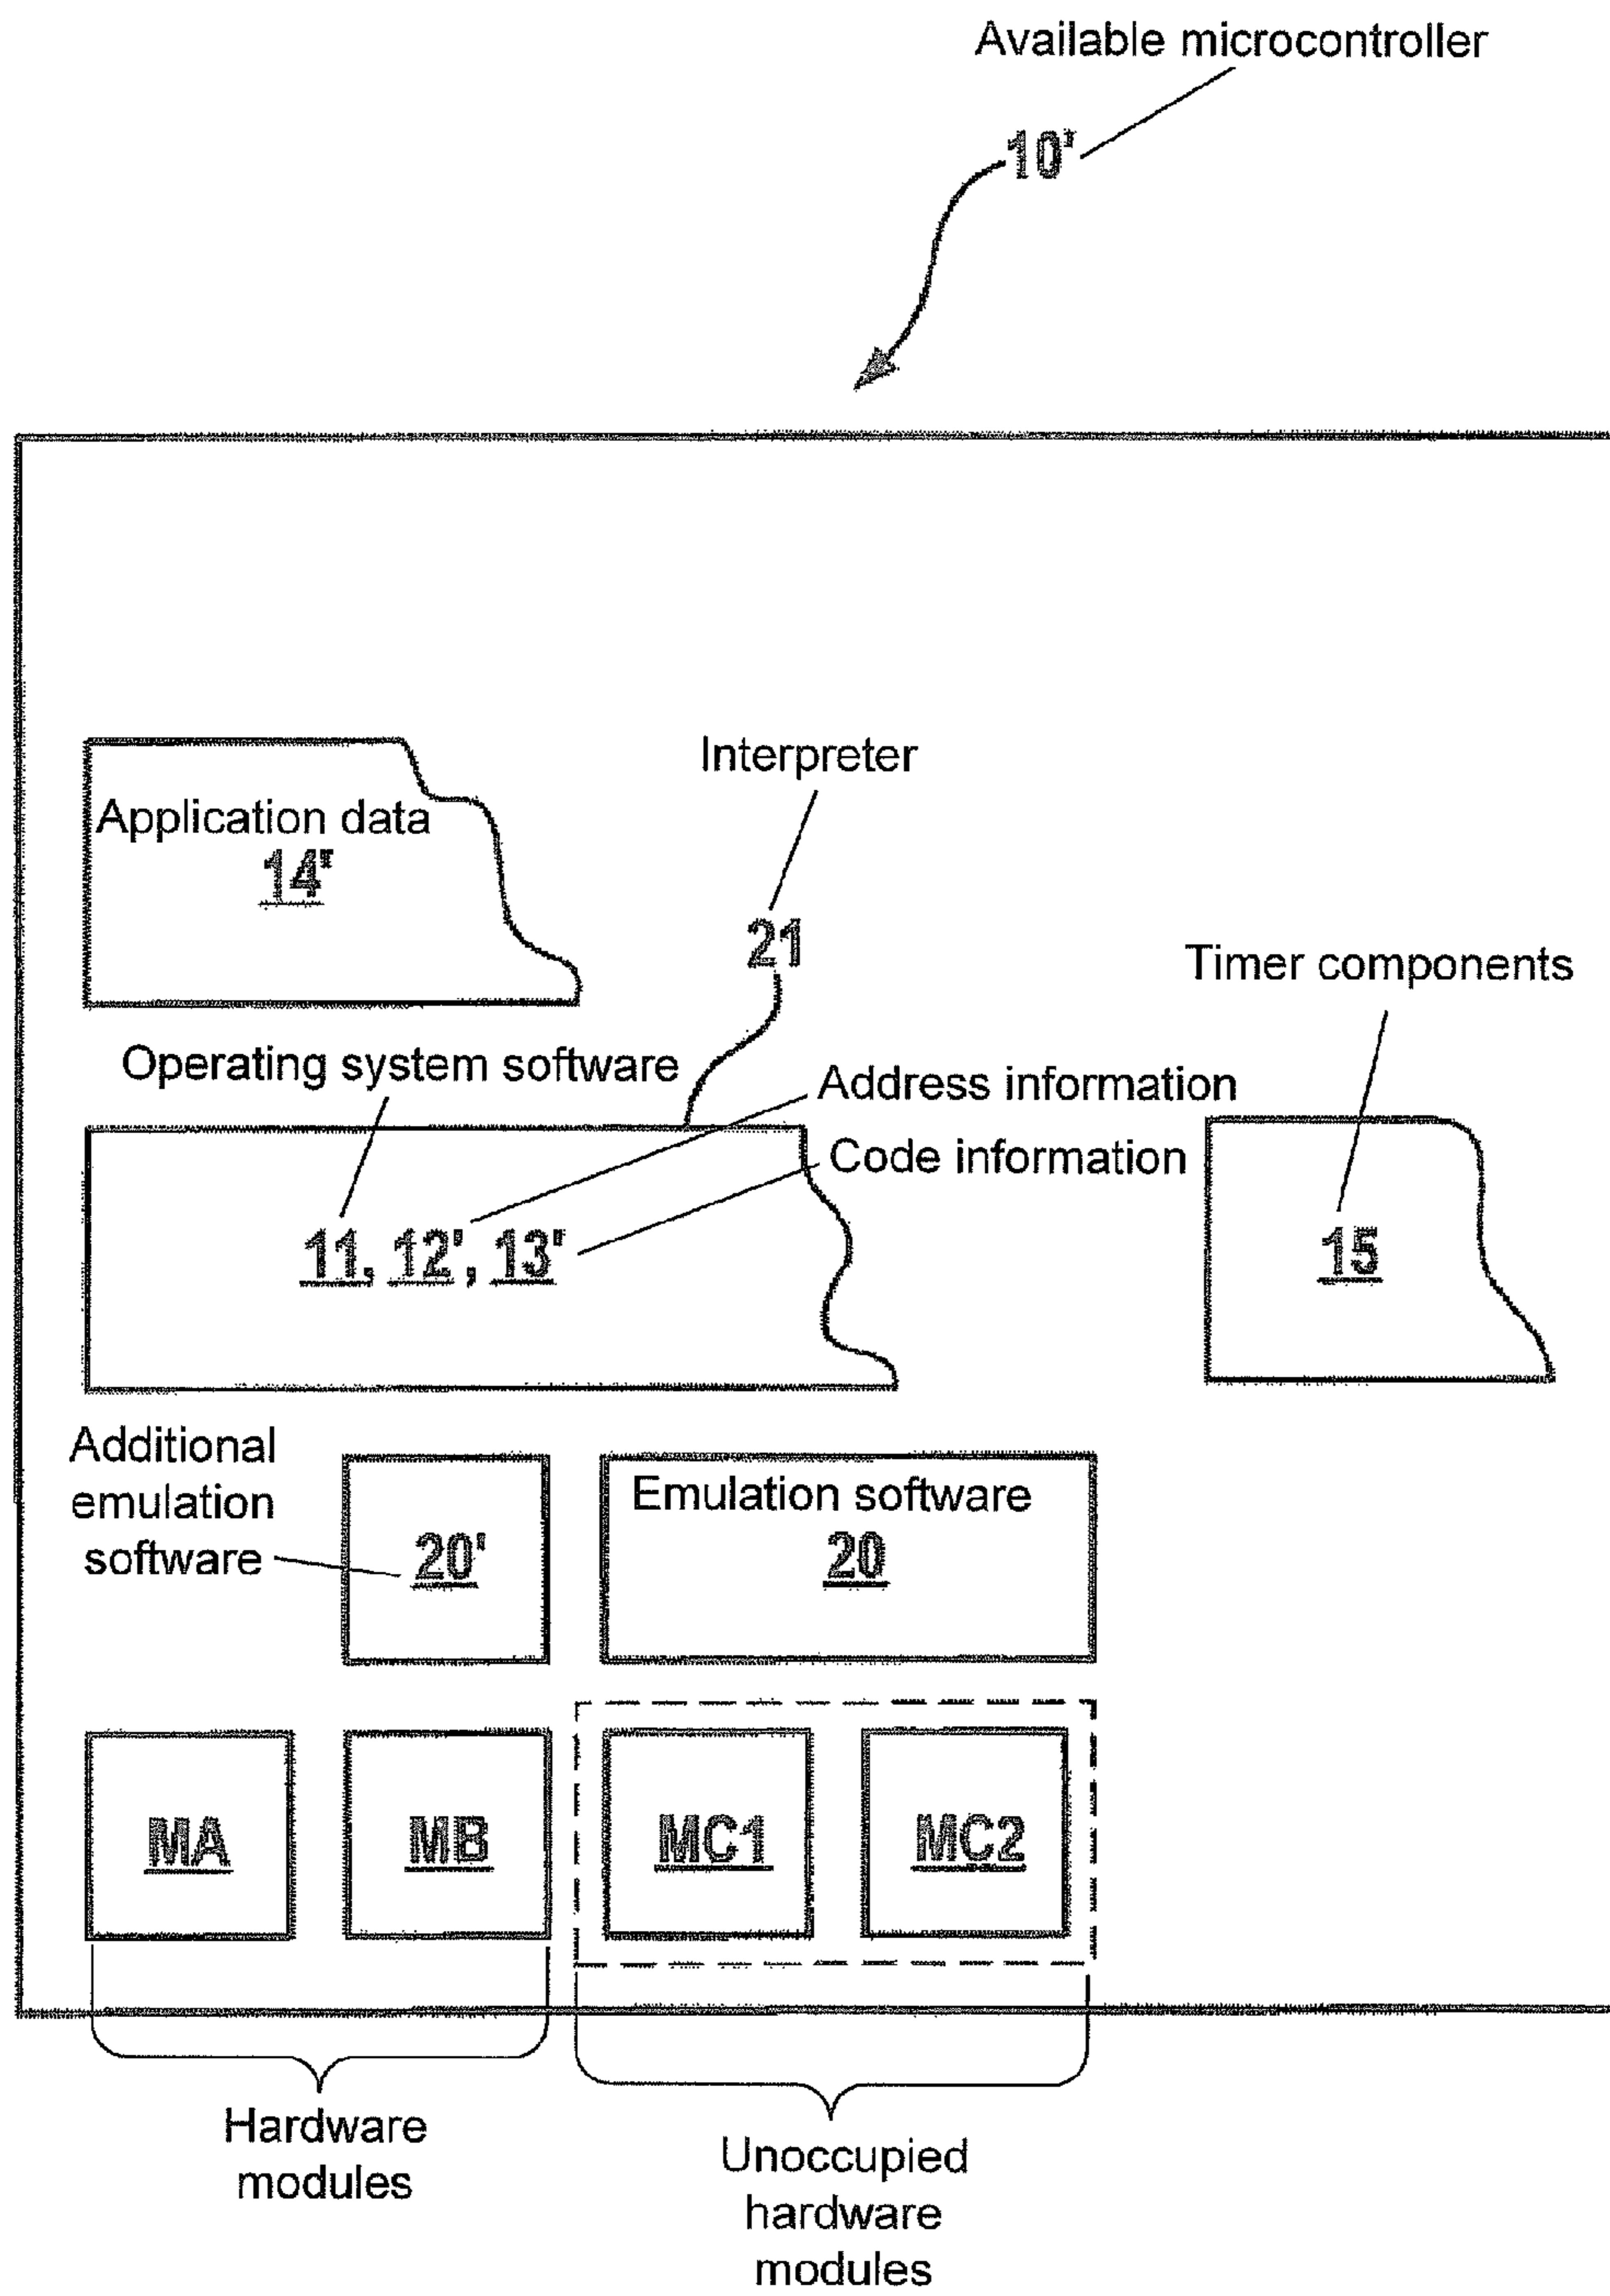 Available microcontroller
10'
Interpreter
Application data
14'
21
Timer components
Operating system software
Address information
Code information
11, 12', 13'
15
Additional
emulation
software
Emulation software
20'
20
MA
MB
MC1
MC2
Hardware
modules
Unoccupied
hardware
modules